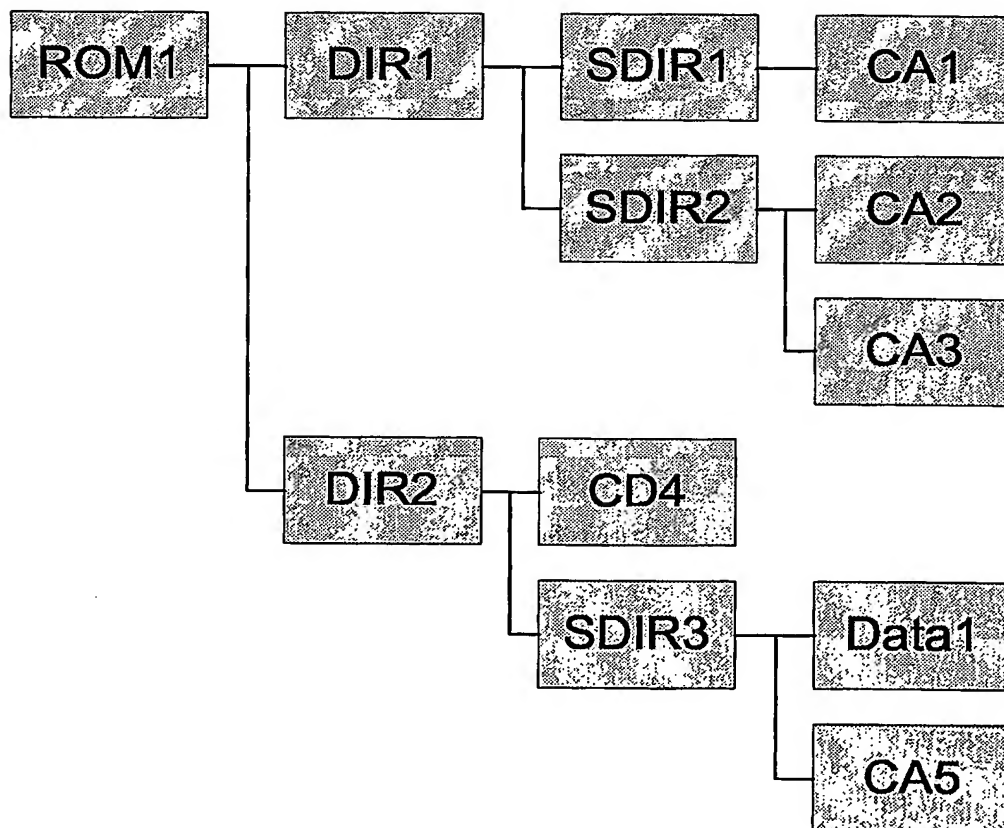 ROM1
DIR1
SDIR1
CA1
SDIR2
CA2
CA3
DIR2
CD4
SDIR3
Data1
CA5